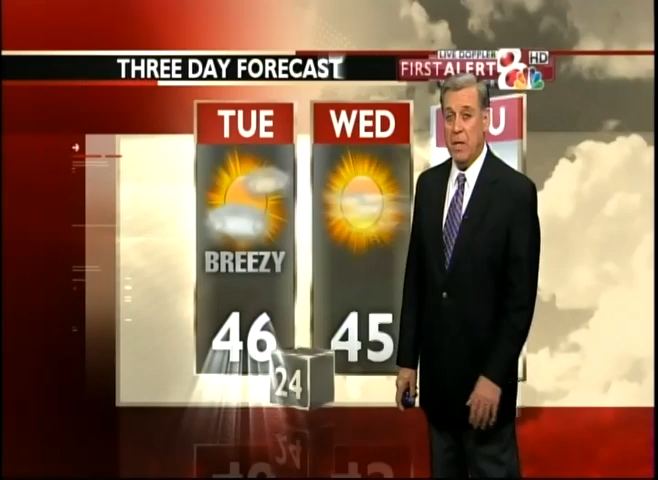 LIVE DOPPLER
HD
THREE DAY FORECAST
FIRST ALERT 8
TUE
WED
U
BREEZY
46
45
24